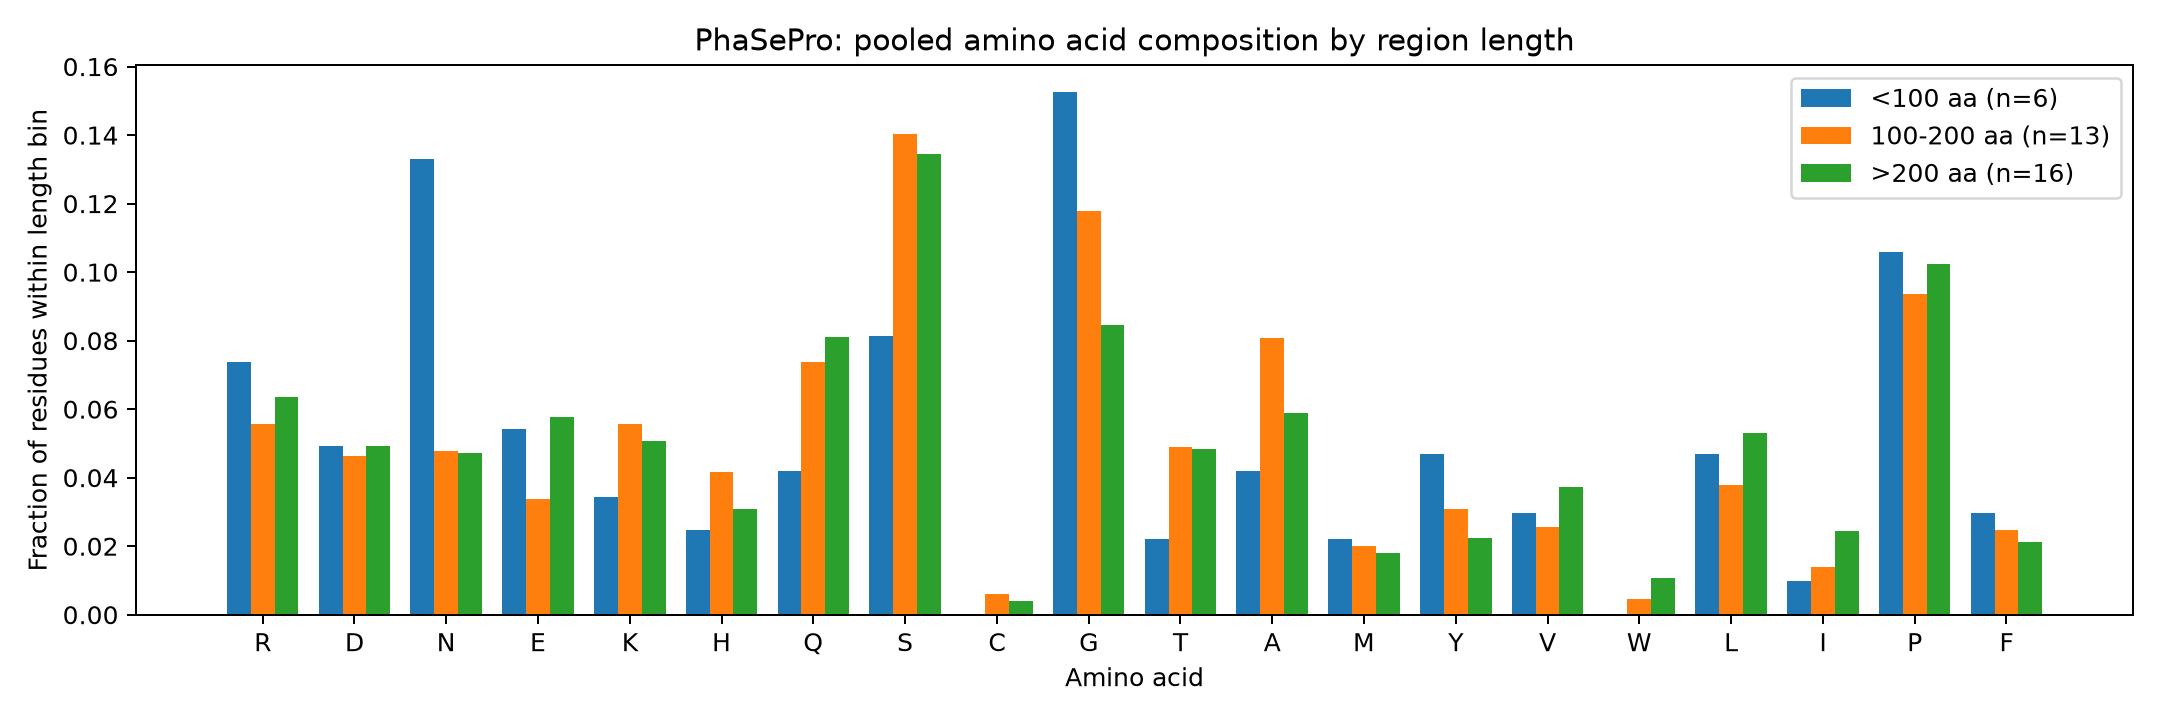 PhaSePro: pooled amino acid composition by region length
Fraction of residues within length bin
0.16
0.14
0.12
0.10
0.08
0.06
0.04
0.02
0.00
<100 aa (n=6)
100-200 aa (n=13)
>200 aa (n=16)
R D N E K H Q S C G T A M Y V W L I P F
Amino acid